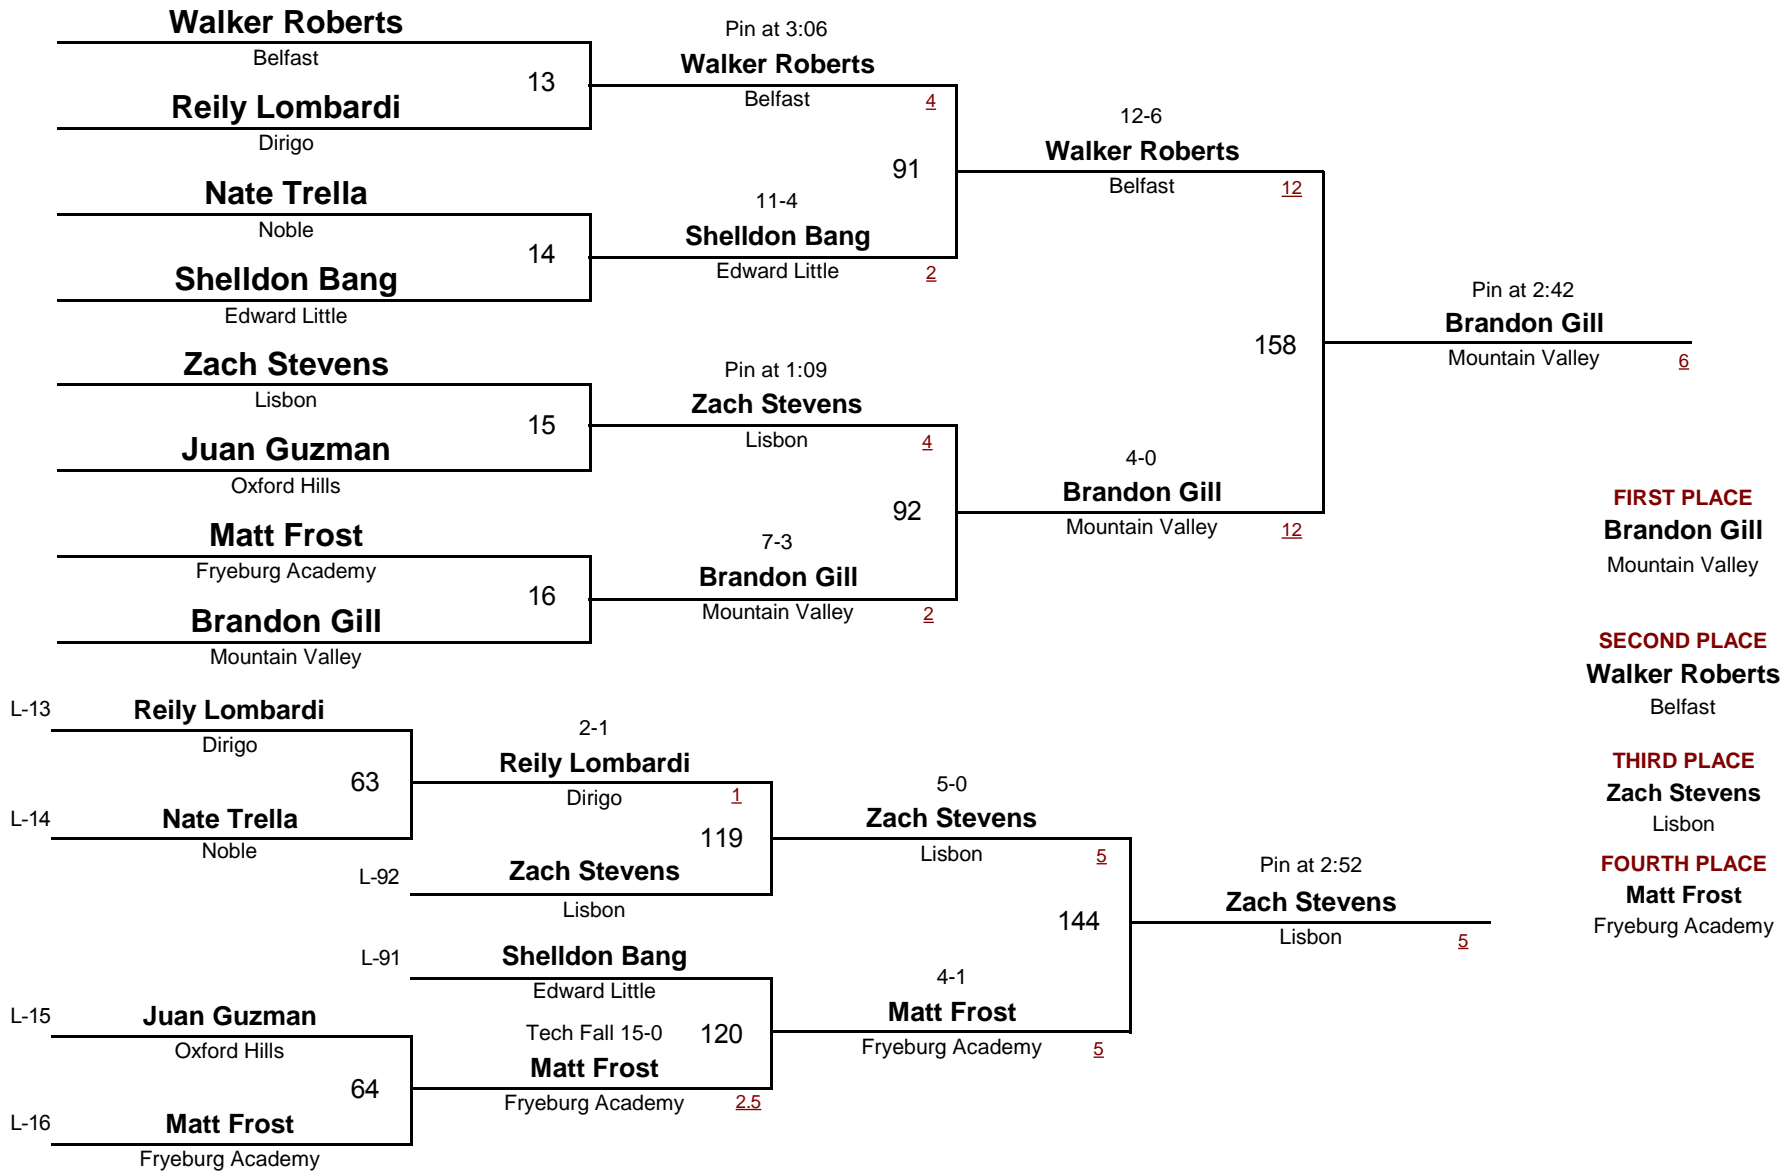 Walker Roberts
Belfast
13
Reily Lombardi
Dirigo
Nate Trella
Noble
14
Shelldon Bang
Edward Little
Zach Stevens
Lisbon
15
Juan Guzman
Oxford Hills
Matt Frost
Fryeburg Academy
16
Brandon Gill
Mountain Valley
Pin at 3:06
Walker Roberts
Belfast
4
91
11-4
Shelldon Bang
Edward Little
2
Pin at 1:09
Zach Stevens
Lisbon
4
92
7-3
Brandon Gill
Mountain Valley
2
12-6
Walker Roberts
Belfast
12
158
4-0
Brandon Gill
Mountain Valley
12
Pin at 2:42
Brandon Gill
Mountain Valley
6
L-13
Reily Lombardi
Dirigo
63
L-14
Nate Trella
Noble
2-1
Reily Lombardi
Dirigo
1
119
L-92
Zach Stevens
Lisbon
L-91
Shelldon Bang
Edward Little
120
Tech Fall 15-0
Matt Frost
Fryeburg Academy
2.5
L-15
Juan Guzman
Oxford Hills
64
L-16
Matt Frost
Fryeburg Academy
5-0
Zach Stevens
Lisbon
5
144
4-1
Matt Frost
Fryeburg Academy
5
Pin at 2:52
Zach Stevens
Lisbon
5
FIRST PLACE
Brandon Gill
Mountain Valley
SECOND PLACE
Walker Roberts
Belfast
THIRD PLACE
Zach Stevens
Lisbon
FOURTH PLACE
Matt Frost
Fryeburg Academy